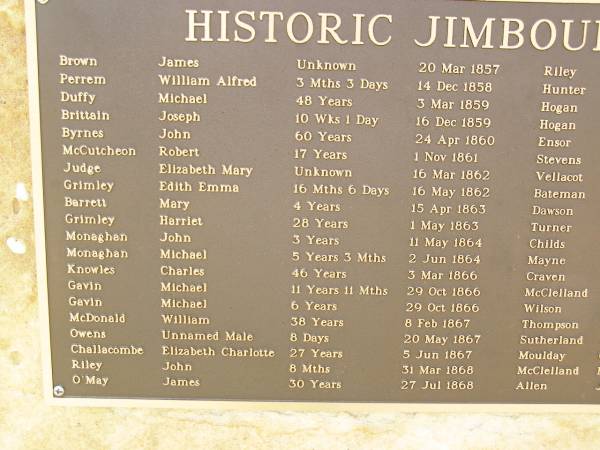 HISTORIC JIMBOU
Brown James Unknown 20 Mar 1857 Riley
Perrem William Alfred 3 Mths 3 Days 14 Dec 1858 Hunter
Duffy Michael 48 Years 3 Mar 1859 Hogan
Brittain Joseph 10 Wks 1 Day 16 Dec 1859 Hogan
Byrnes John 60 Years 24 Apr 1860 Ensor
McCutcheon Robert 17 Years 1 Nov 1861 Stevens
Judge Elizabeth Mary Unknown 16 Mar 1862 Vellacot
Grimley Edith Emma 16 Mths 6 Days 16 May 1862 Bateman
Barrett Mary 4 Years 15 Apr 1863 Dawson
Grimley Harriet 28 Years 1 May 1863 Turner
Monaghan John 3 Years 11 May 1864 Childs
Monaghan Michael 5 Years 3 Mths 2 Jun 1864 Mayne
Knowles Charles 46 Years 3 Mar 1866 Craven
Gavin Michael 11 Years 11 Mths 29 Oct 1866 McClelland
Gavin Michael 6 Years 29 Oct 1866 Wilson
McDonald William 38 Years 8 Feb 1867 Thompson
Owens Unnamed Male 8 Days 20 May 1867 Sutherland
Challacombe Elizabeth Charlotte 27 Years 5 Jun 1867 Moulday
Riley John 8 Mths 31 Mar 1868 McClelland
O'May James 30 Years 27 Jul 1868 Allen